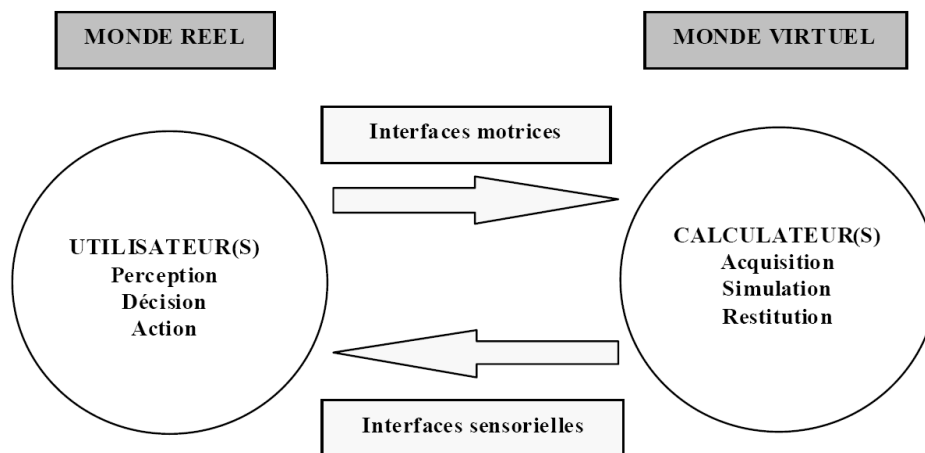 MONDE REEL
MONDE VIRTUEL
Interfaces motrices
UTILISATEUR(S)
Perception
Décision
Action
CALCULATEUR(S)
Acquisition
Simulation
Restitution
Interfaces sensorielles